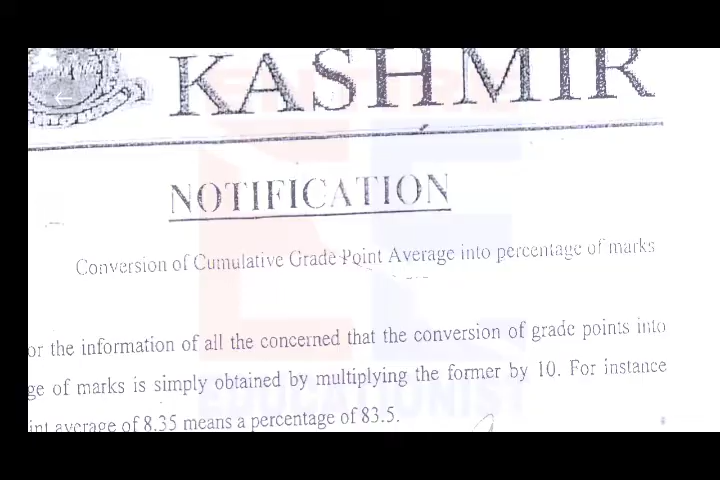 KASHMIR
NOTIFICATION
Conversion of Cumulative Grade Point Average into percentage of marks
or the information of all the concerned that the conversion of grade points into
ge of marks is simply obtained by multiplying the former by 10. For instance
int average of 8.35 means a percentage of 83.5.
EDUCATIONIST